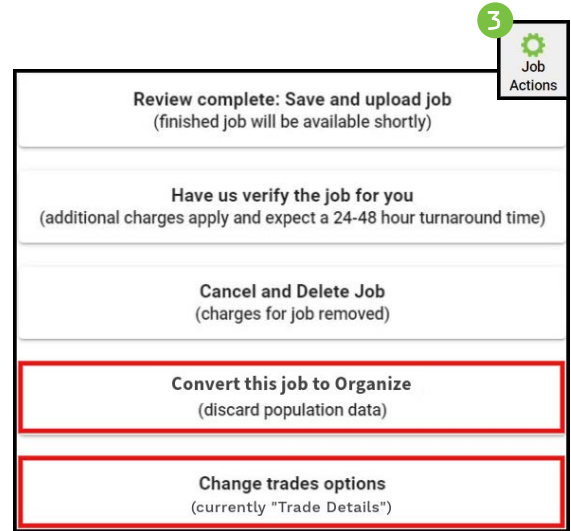 3
Job
Actions
Review complete: Save and upload job
(finished job will be available shortly)
Have us verify the job for you
(additional charges apply and expect a 24-48 hour turnaround time)
Cancel and Delete Job
(charges for job removed)
Convert this job to Organize
(discard population data)
Change trades options
(currently "Trade Details")